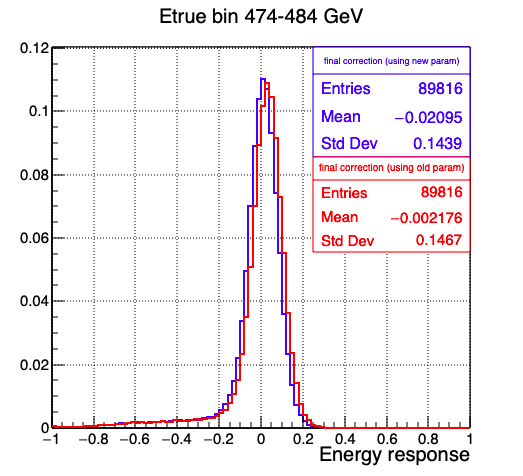 Etrue bin 474-484 GeV
0.12
0.1
0.08
0.06
0.04
0.02
0
final correction (using new param)
Entries 89816
Mean −0.02095
Std Dev 0.1439
final correction (using old param)
Entries 89816
Mean −0.002176
Std Dev 0.1467
−1 −0.8 −0.6 −0.4 −0.2 0 0.2 0.4 0.6 0.8 1
Energy response